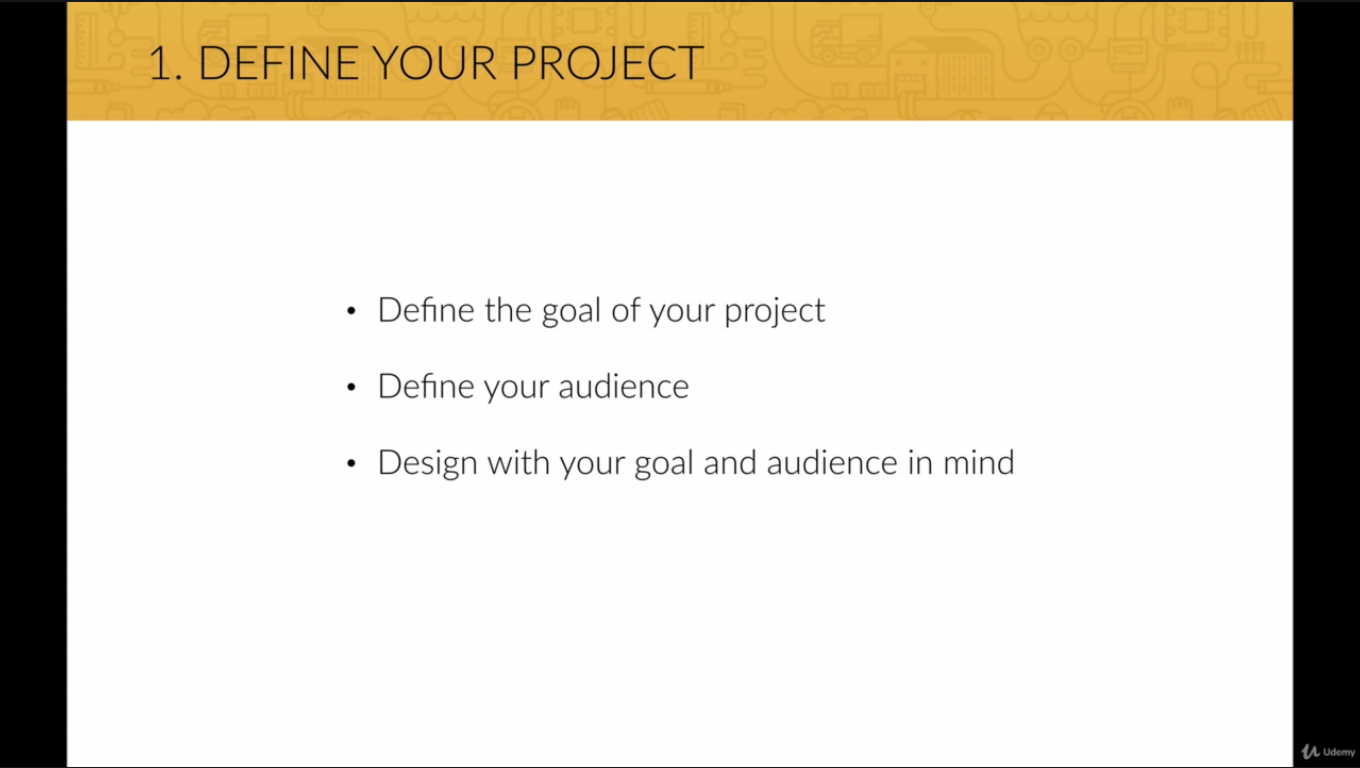 1. DEFINE YOUR PROJECT
• Define the goal of your project
• Define your audience
• Design with your goal and audience in mind
Udemy